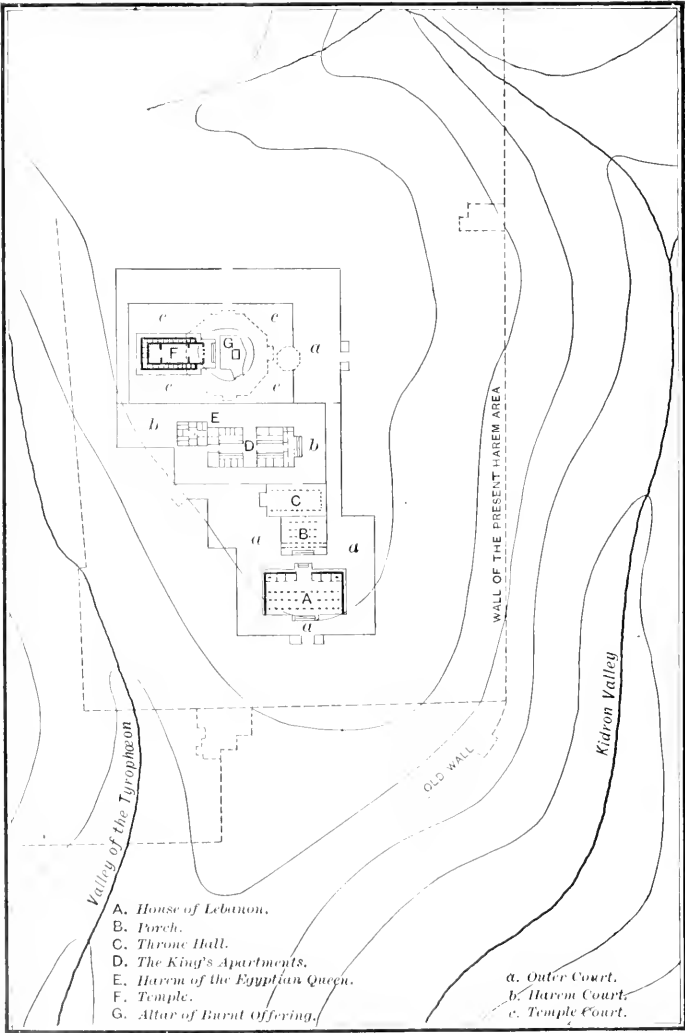 c
c
F
G
a
c
c
b
E
D
b
C
B
a
a
A
a
WALL OF THE PRESENT HAREM AREA
OLD WALL
Kidron Valley
Valley of the Tyrophœon
A. House of Lebanon.
B. Porch.
C. Throne Hall.
D. The King's Apartments.
E. Harem of the Egyptian Queen.
F. Temple.
G. Altar of Burnt Offering.
a. Outer Court.
b. Harem Court.
c. Temple Court.